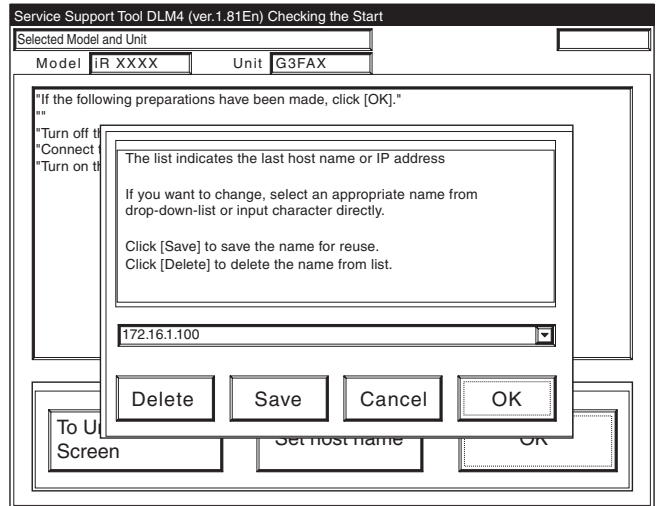 Service Support Tool DLM4 (ver.1.81En) Checking the Start
Selected Model and Unit
Model iR XXXX Unit G3FAX
"If the following preparations have been made, click [OK]."
""
"Turn off th
"Connect
"Turn on th
The list indicates the last host name or IP address
If you want to change, select an appropriate name from
drop-down-list or input character directly.
Click [Save] to save the name for reuse.
Click [Delete] to delete the name from list.
172.16.1.100
Delete Save Cancel OK
To
Screen
Set host name
OK